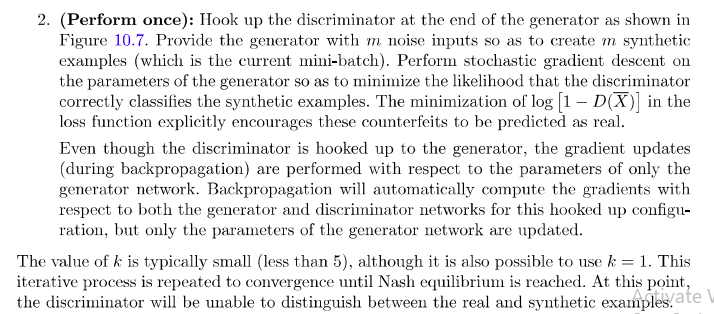 2. (Perform once): Hook up the discriminator at the end of the generator as shown in
Figure 10.7. Provide the generator with m noise inputs so as to create m synthetic
examples (which is the current mini-batch). Perform stochastic gradient descent on
the parameters of the generator so as to minimize the likelihood that the discriminator
correctly classifies the synthetic examples. The minimization of log [1 − D(X̅)] in the
loss function explicitly encourages these counterfeits to be predicted as real.
Even though the discriminator is hooked up to the generator, the gradient updates
(during backpropagation) are performed with respect to the parameters of only the
generator network. Backpropagation will automatically compute the gradients with
respect to both the generator and discriminator networks for this hooked up configu-
ration, but only the parameters of the generator network are updated.
The value of k is typically small (less than 5), although it is also possible to use k = 1. This
iterative process is repeated to convergence until Nash equilibrium is reached. At this point,
the discriminator will be unable to distinguish between the real and synthetic examples.
Activate